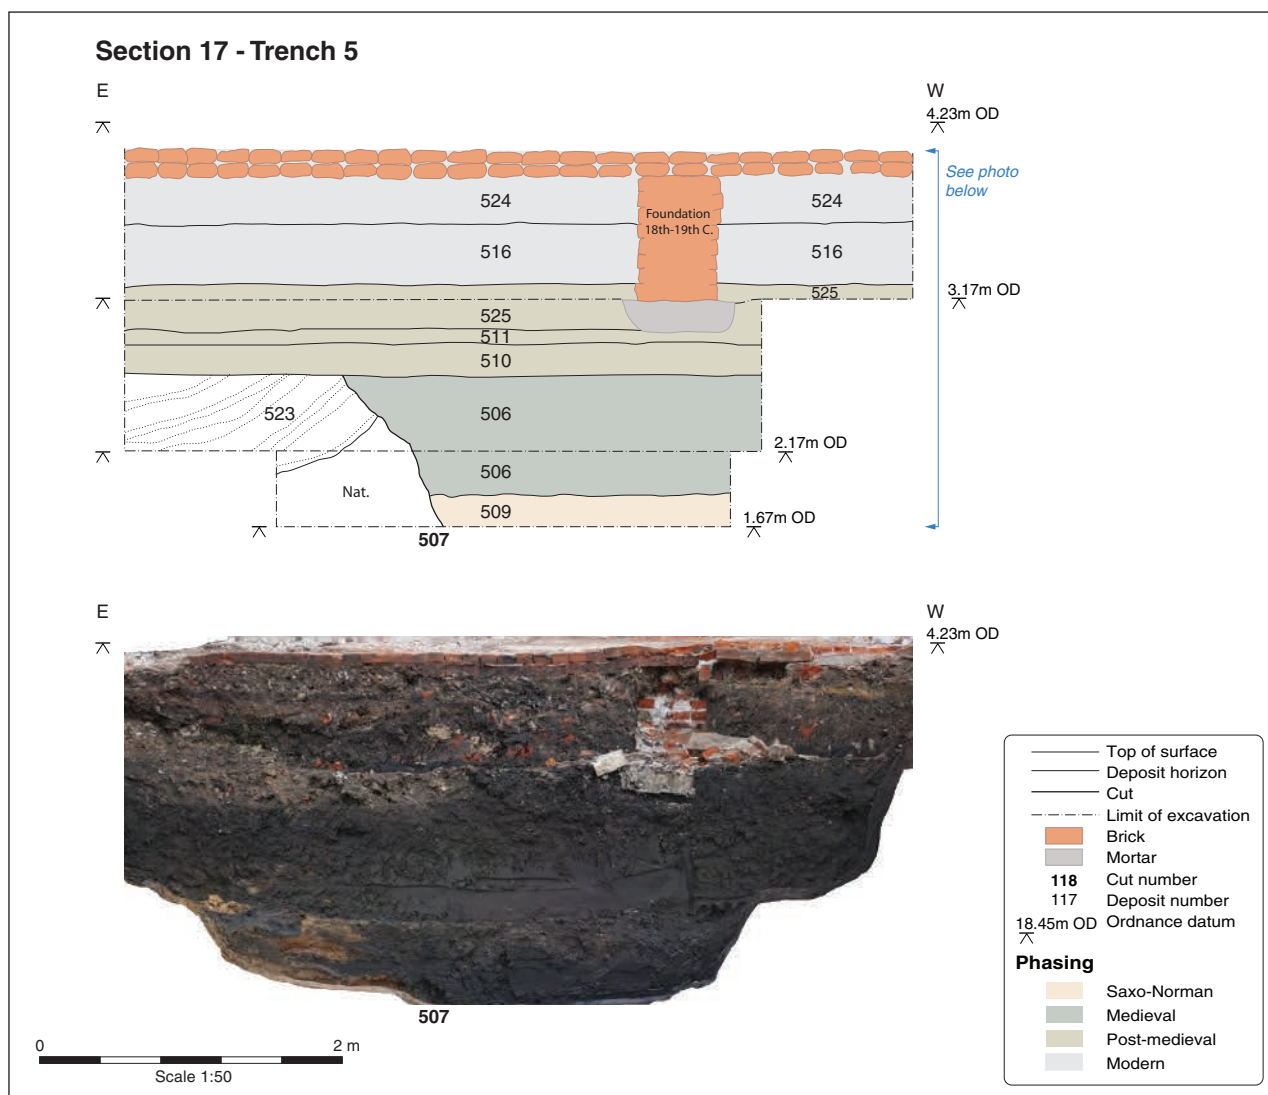 Section 17 - Trench 5
E
W
4.23m OD
See photo
below
524
524
Foundation
18th-19th C.
516
516
525
3.17m OD
525
511
510
523
506
2.17m OD
506
Nat.
509
1.67m OD
507
E
W
4.23m OD
507
0
2 m
Scale 1:50
Top of surface
Deposit horizon
Cut
Limit of excavation
Brick
Mortar
118 Cut number
117 Deposit number
18.45m OD Ordnance datum
Phasing
Saxo-Norman
Medieval
Post-medieval
Modern